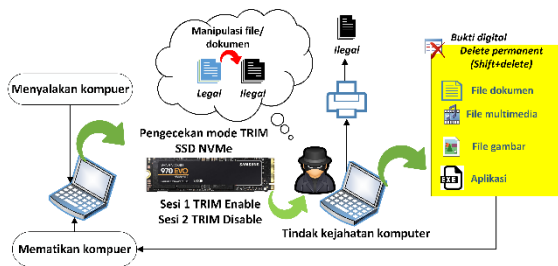 Manipulasi file/
dokumen
Legal
Ilegal
ilegal
Bukti digital
Delete permanent
(Shift+delete)
File dokumen
File multimedia
File gambar
EXE
Aplikasi
Menyalakan kompuer
Pengecekan mode TRIM
SSD NVMe
SAMSUNG
970 EVO
Sesi 1 TRIM Enable
Sesi 2 TRIM Disable
Tindak kejahatan komputer
Mematikan kompuer